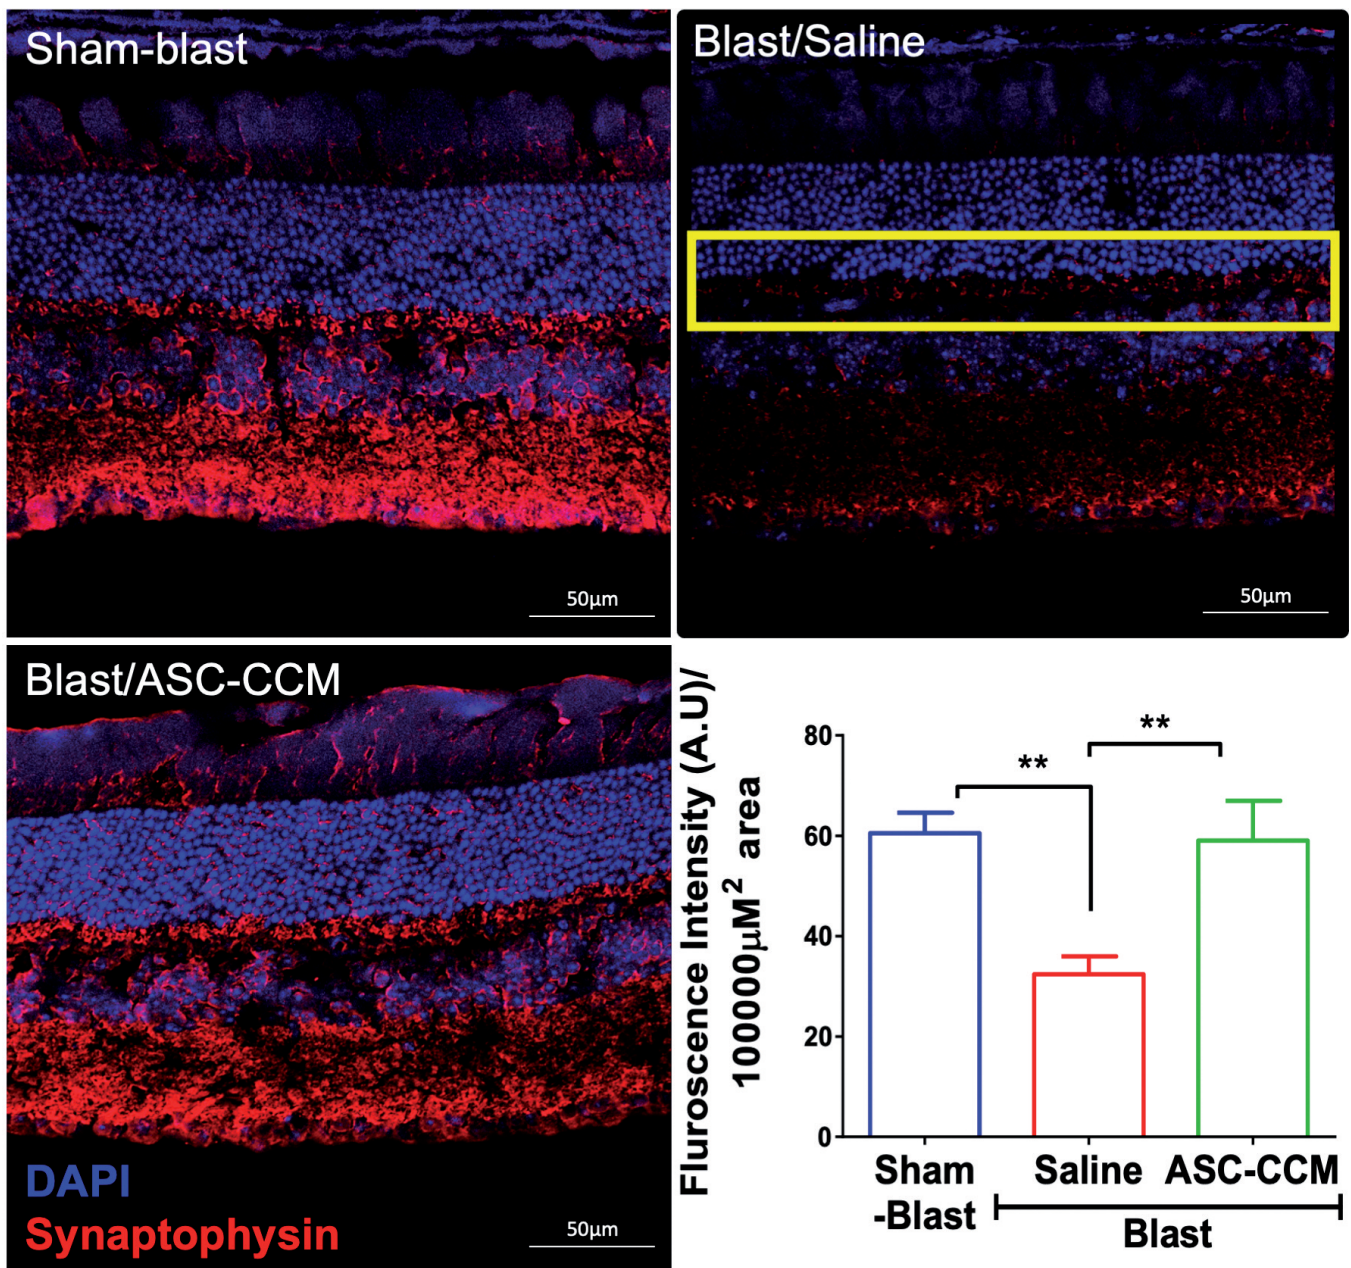 Sham-blast
50µm
Blast/Saline
50µm
Blast/ASC-CCM
DAPI
Synaptophysin
50µm
Fluroscence Intensity (A.U)/
100000µM² area
**
**
80
60
40
20
0
Sham
-Blast
Saline
ASC-CCM
Blast